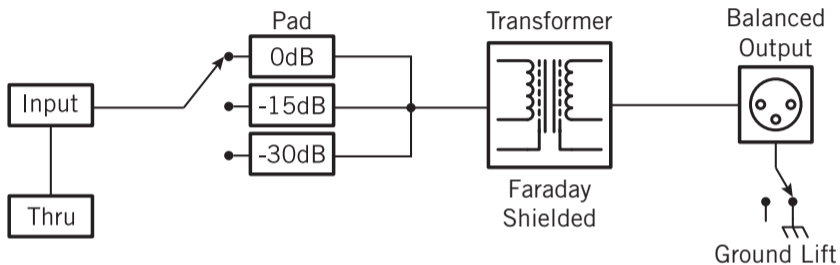 Pad
Transformer
Balanced
Output
0dB
Input
-15dB
-30dB
Thru
Faraday
Shielded
Ground Lift